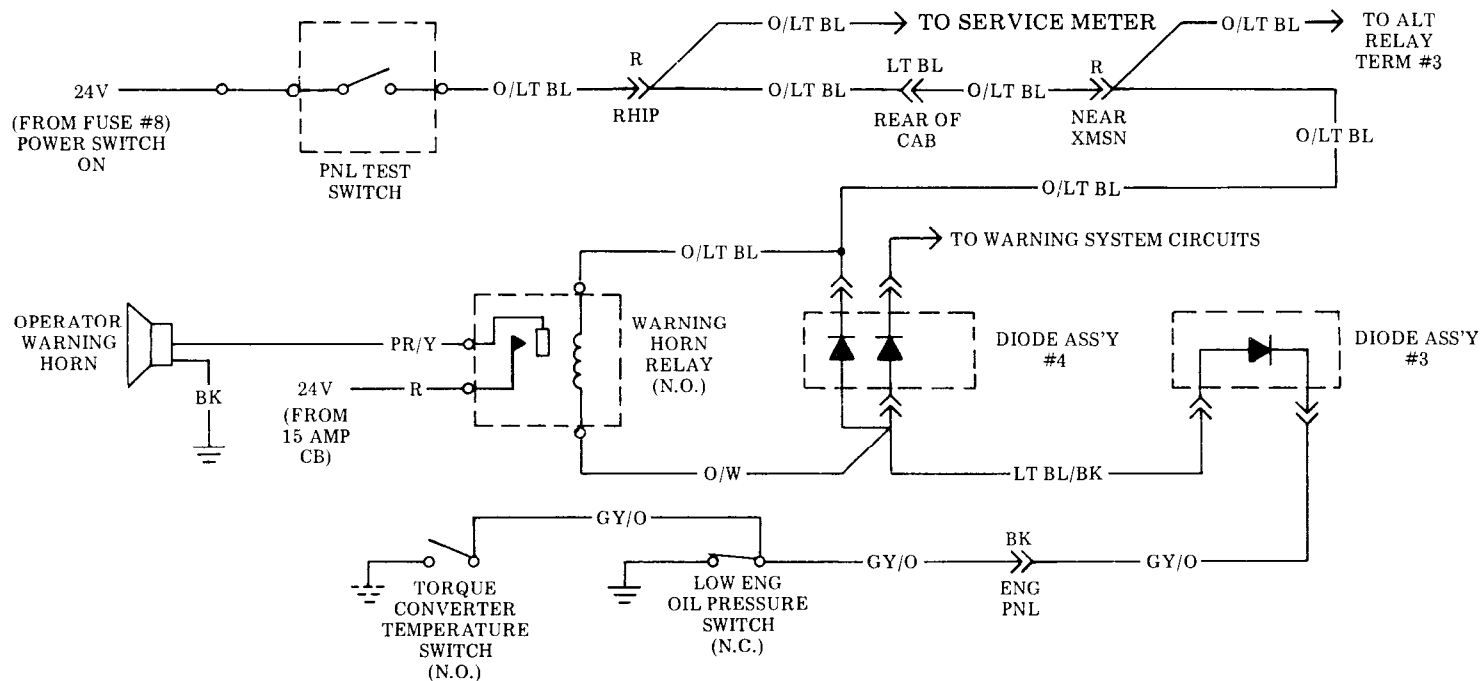 O/LT BL
TO SERVICE METER
O/LT BL
TO ALT
RELAY
TERM #3
R
LT BL
R
24V
O/LT BL
O/LT BL
O/LT BL
(FROM FUSE #8)
POWER SWITCH
ON
RHIP
REAR OF
CAB
NEAR
XMSN
O/LT BL
PNL TEST
SWITCH
O/LT BL
O/LT BL
TO WARNING SYSTEM CIRCUITS
OPERATOR
WARNING
HORN
PR/Y
WARNING
HORN
RELAY
(N.O.)
DIODE ASS'Y
#4
DIODE ASS'Y
#3
BK
24V
R
(FROM
15 AMP
CB)
O/W
LT BL/BK
GY/O
BK
GY/O
GY/O
TORQUE
CONVERTER
TEMPERATURE
SWITCH
(N.O.)
LOW ENG
OIL PRESSURE
SWITCH
(N.C.)
ENG
PNL